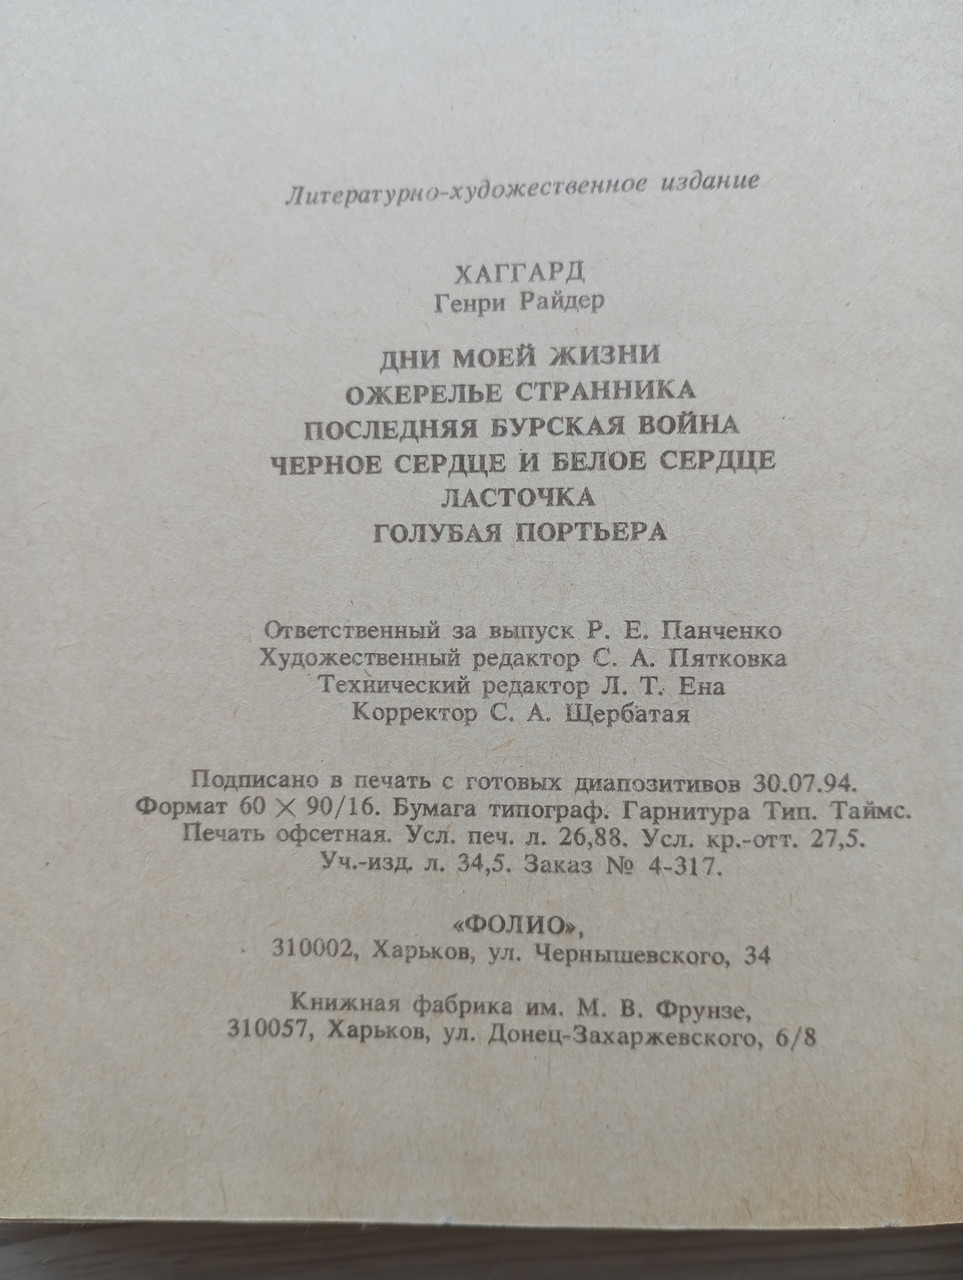 Литературно-художественное издание
ХАГГАРД
Генри Райдер
ДНИ МОЕЙ ЖИЗНИ
ОЖЕРЕЛЬЕ СТРАННИКА
ПОСЛЕДНЯЯ БУРСКАЯ ВОЙНА
ЧЕРНОЕ СЕРДЦЕ И БЕЛОЕ СЕРДЦЕ
ЛАСТОЧКА
ГОЛУБАЯ ПОРТЬЕРА
Ответственный за выпуск Р. Е. Панченко
Художественный редактор С. А. Пятковка
Технический редактор Л. Т. Ена
Корректор С. А. Щербатая
Подписано в печать с готовых диапозитивов 30.07.94.
Формат 60 × 90/16. Бумага типограф. Гарнитура Тип. Таймс.
Печать офсетная. Усл. печ. л. 26,88. Усл. кр.-отт. 27,5.
Уч.-изд. л. 34,5. Заказ № 4-317.
«ФОЛИО»,
310002, Харьков, ул. Чернышевского, 34
Книжная фабрика им. М. В. Фрунзе,
310057, Харьков, ул. Донец-Захаржевского, 6/8